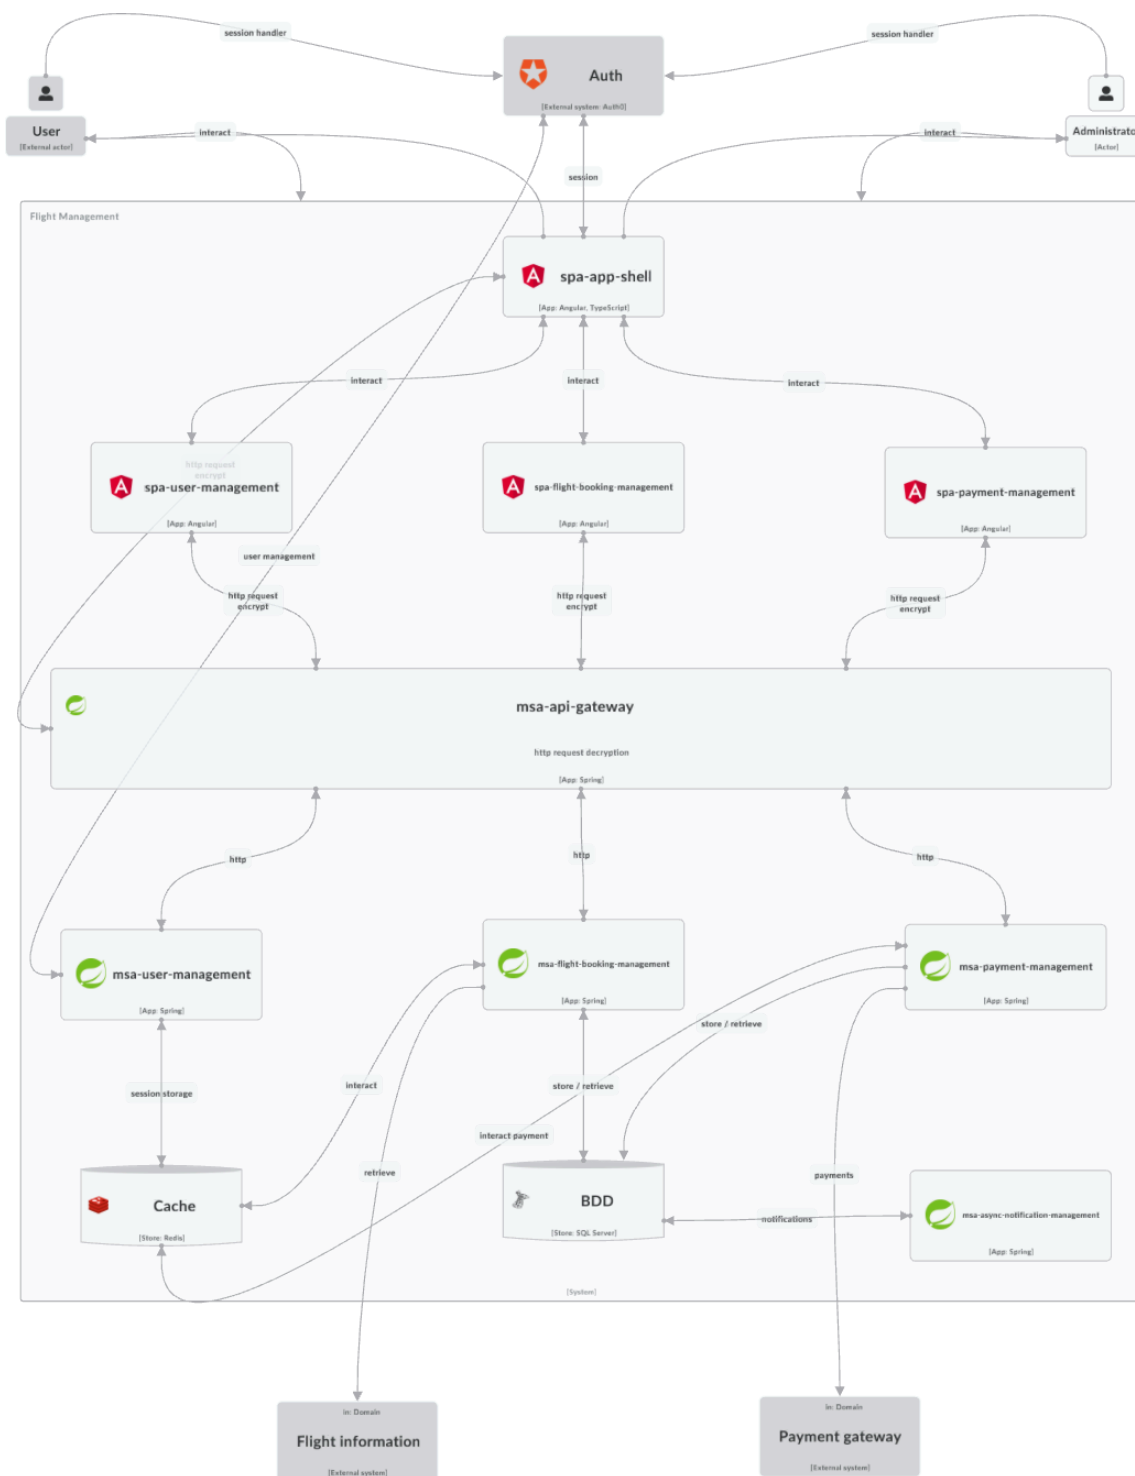 session handler
session handler
Auth
[External system: Auth0]
User
[External actor]
interact
interact
Administrato
[Actor]
session
Flight Management
spa-app-shell
[App: Angular, TypeScript]
interact
interact
interact
http request
encrypt
spa-user-management
[App: Angular]
spa-flight-booking-management
[App: Angular]
spa-payment-management
[App: Angular]
user management
http request
encrypt
http request
encrypt
http request
encrypt
msa-api-gateway
http request decryption
[App: Spring]
http
http
http
msa-user-management
[App: Spring]
msa-flight-booking-management
[App: Spring]
msa-payment-management
[App: Spring]
store / retrieve
session storage
interact
store / retrieve
interact payment
retrieve
payments
Cache
[Store: Redis]
BDD
[Store: SQL Server]
notifications
msa-async-notification-management
[App: Spring]
[System]
in: Domain
Flight information
[External system]
in: Domain
Payment gateway
[External system]